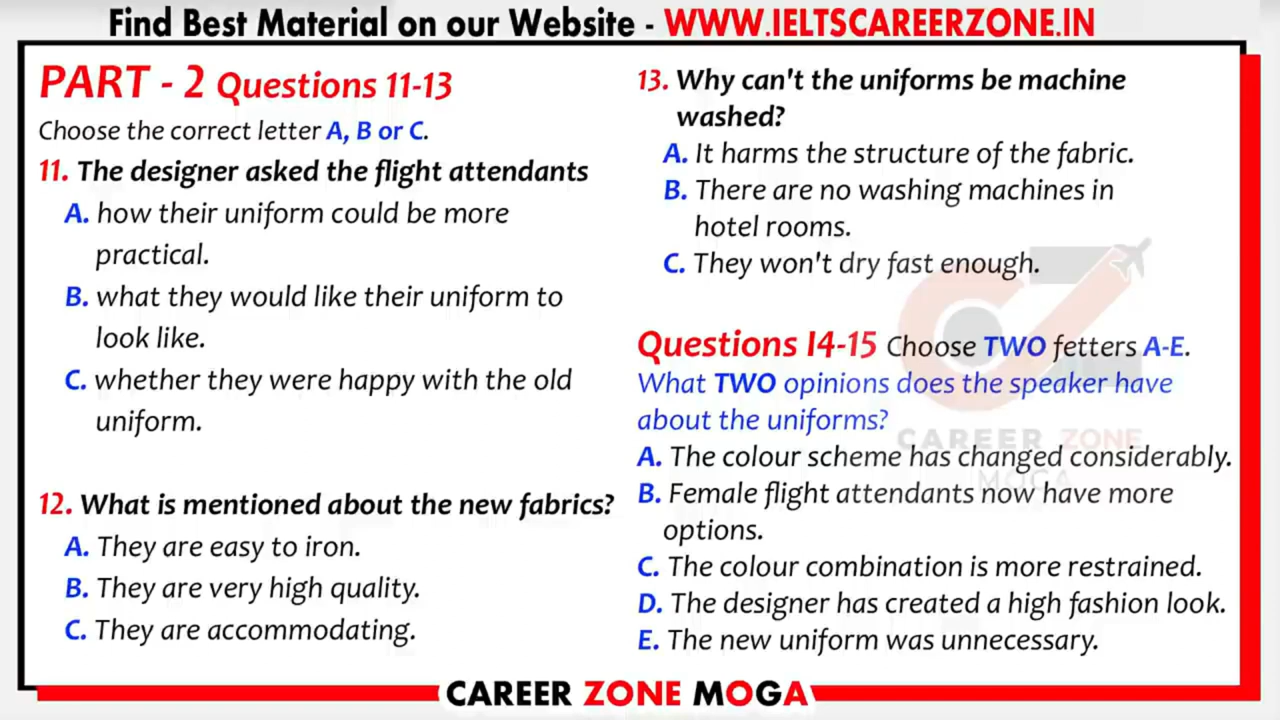 Find Best Material on our Website - WWW.IELTSCAREERZONE.IN
PART - 2 Questions 11-13
Choose the correct letter A, B or C.
11. The designer asked the flight attendants
A. how their uniform could be more
practical.
B. what they would like their uniform to
look like.
C. whether they were happy with the old
uniform.
12. What is mentioned about the new fabrics?
A. They are easy to iron.
B. They are very high quality.
C. They are accommodating.
13. Why can't the uniforms be machine
washed?
A. It harms the structure of the fabric.
B. There are no washing machines in
hotel rooms.
C. They won't dry fast enough.
Questions I4-15 Choose TWO fetters A-E.
What TWO opinions does the speaker have
about the uniforms?
A. The colour scheme has changed considerably.
B. Female flight attendants now have more
options.
C. The colour combination is more restrained.
D. The designer has created a high fashion look.
E. The new uniform was unnecessary.
CAREER ZONE
MOGA
CAREER ZONE MOGA